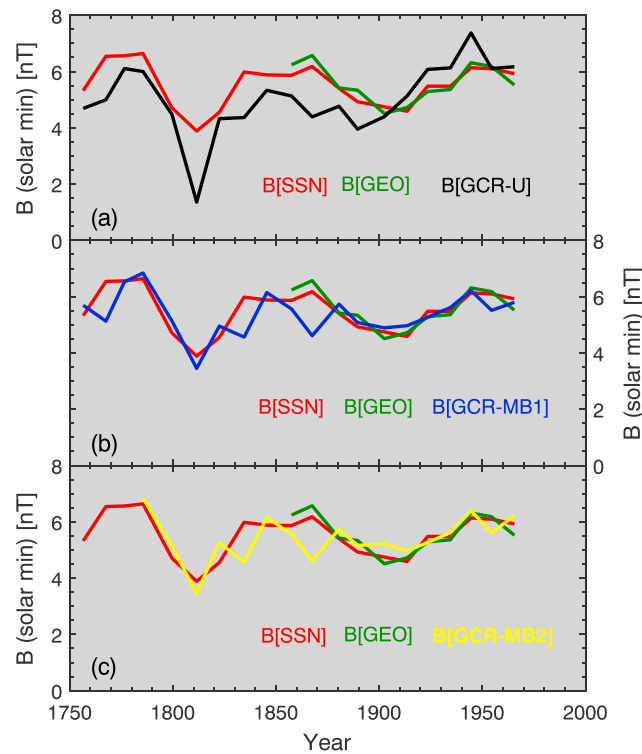 8
6
4
2
0
B (solar min) [nT]
(a)
B[SSN] B[GEO] B[GCR-U]
8
6
4
2
0
B (solar min) [nT]
(b)
B[SSN] B[GEO] B[GCR-MB1]
8
6
4
2
0
B (solar min) [nT]
(c)
B[SSN] B[GEO] B[GCR-MB2]
1750 1800 1850 1900 1950 2000
Year